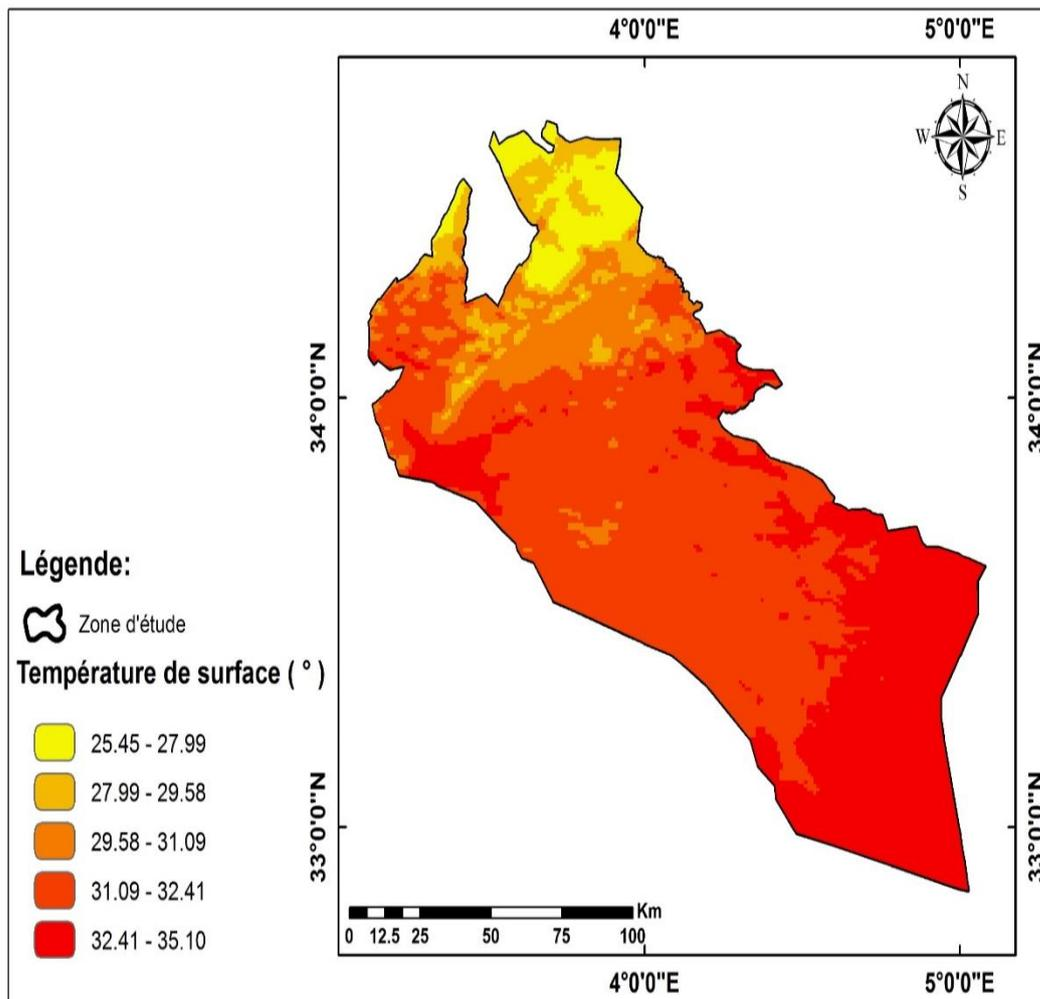 4°0'0"E 5°0'0"E
N
W E
S
34°0'0"N 34°0'0"N
Légende:
Zone d'étude
Température de surface ( ° )
25.45 - 27.99
27.99 - 29.58
29.58 - 31.09
31.09 - 32.41
32.41 - 35.10
33°0'0"N 33°0'0"N
Km
0 12.5 25 50 75 100
4°0'0"E 5°0'0"E